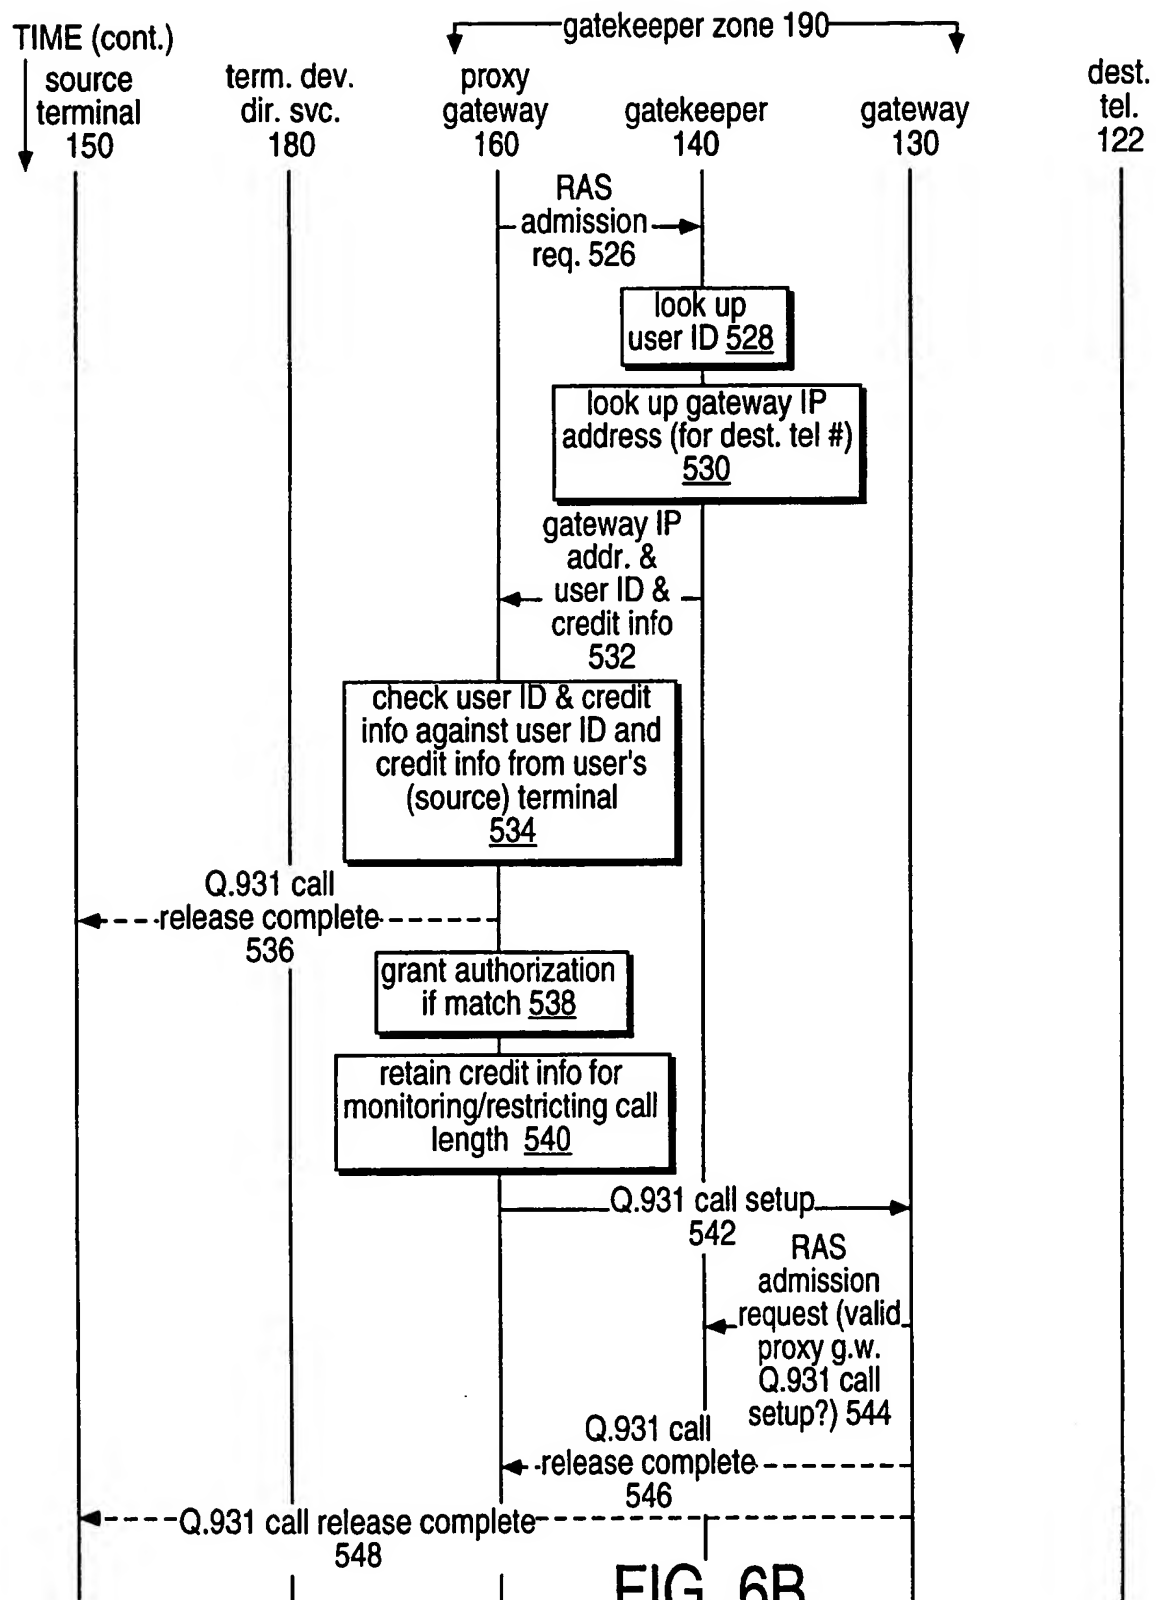 gatekeeper zone 190
TIME (cont.)
source
terminal
150
term. dev.
dir. svc.
180
proxy
gateway
160
gatekeeper
140
gateway
130
dest.
tel.
122
RAS
admission
req. 526
look up
user ID 528
look up gateway IP
address (for dest. tel #)
530
gateway IP
addr. &
user ID &
credit info
532
check user ID & credit
info against user ID and
credit info from user's
(source) terminal
534
Q.931 call
release complete
536
grant authorization
if match 538
retain credit info for
monitoring/restricting call
length 540
Q.931 call setup
542
RAS
admission
request (valid
proxy g.w.
Q.931 call
setup?) 544
Q.931 call
release complete
546
Q.931 call release complete
548
FIG. 6B